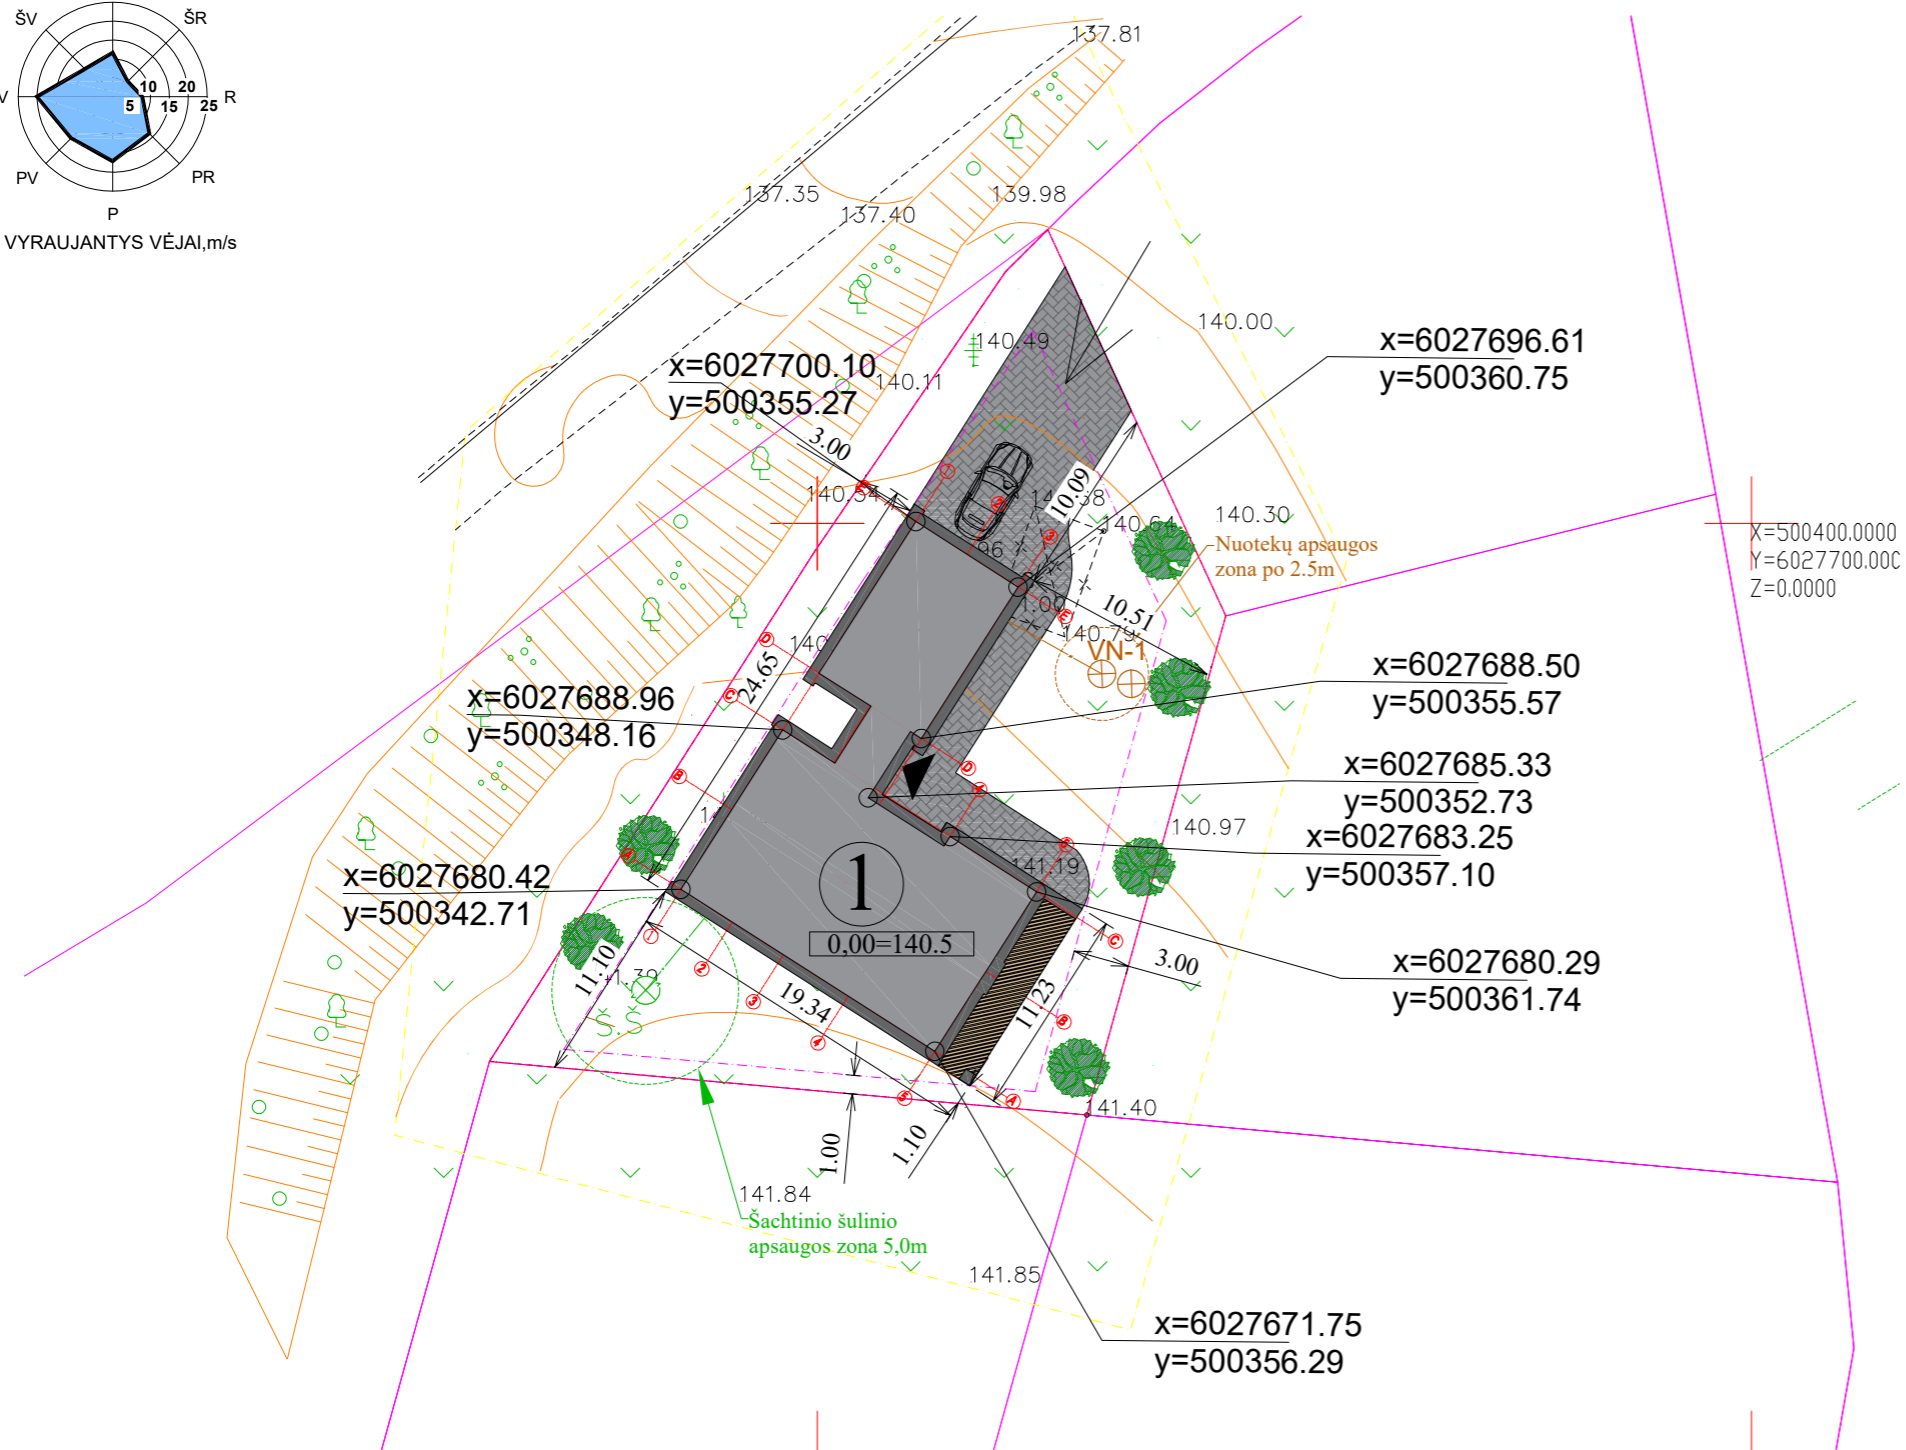 ŠV
ŠR
V
R
5
10
15
20
25
PV
PR
P
VYRAUJANTYS VĖJAI,m/s
137.81
137.35
137.40
139.98
140.00
140.49
140.11
x=6027700.10
y=500355.27
x=6027696.61
y=500360.75
3.00
10.09
140.64
140.30
Nuotekų apsaugos
zona po 2.5m
X=500400.0000
Y=6027700.000
Z=0.0000
10.51
140.79
VN-1
24.65
x=6027688.96
y=500348.16
x=6027688.50
y=500355.57
x=6027685.33
y=500352.73
140.97
x=6027683.25
y=500357.10
141.19
x=6027680.42
y=500342.71
1
0,00=140.5
x=6027680.29
y=500361.74
3.00
11.10
19.34
11.23
Š.Š
1.00
1.10
141.40
141.84
Šachtinio šulinio
apsaugos zona 5,0m
141.85
x=6027671.75
y=500356.29